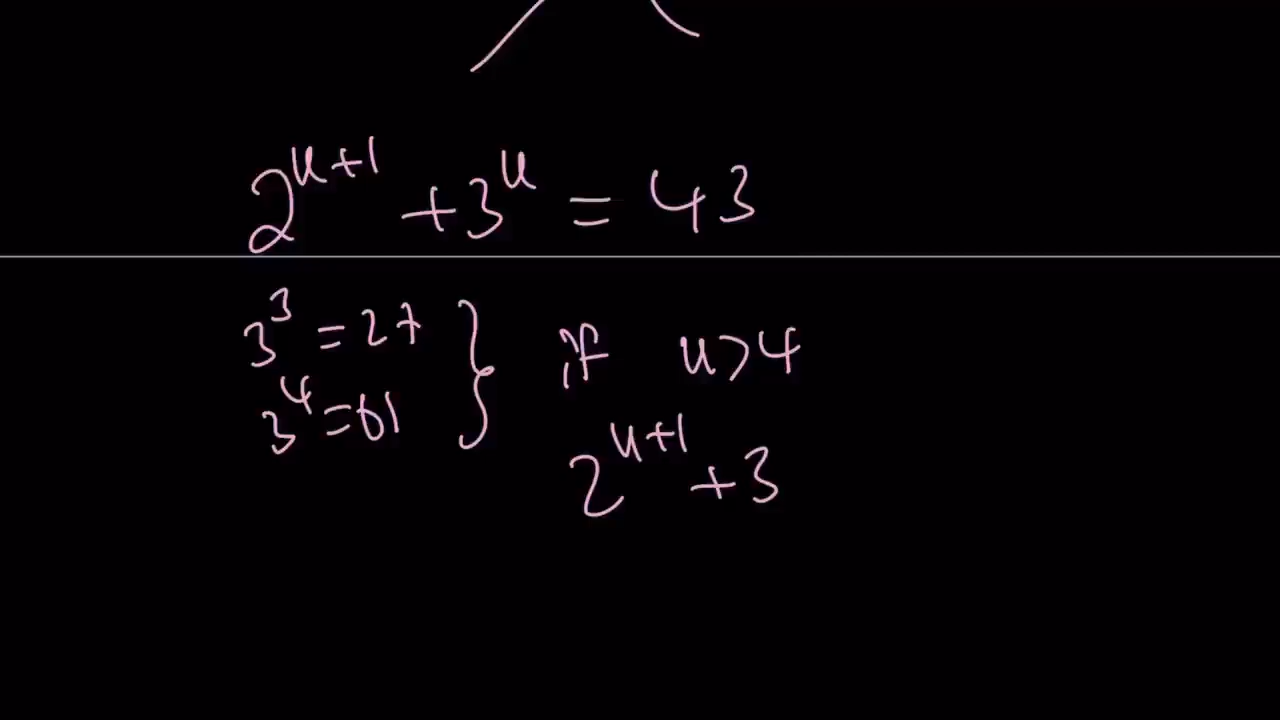 2^{u+1} + 3^u = 43
3^3 = 27 } if u > 4
3^4 = 81
2^{u+1} + 3